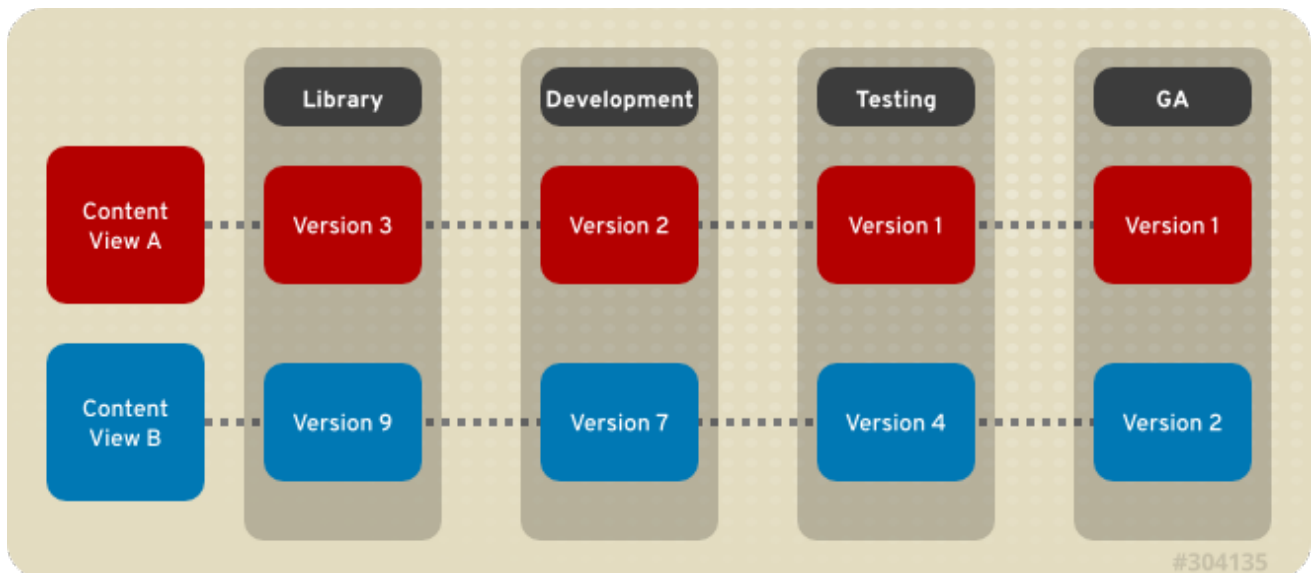 Library
Development
Testing
GA
Content
View A
Version 3
Version 2
Version 1
Version 1
Content
View B
Version 9
Version 7
Version 4
Version 2
#304135